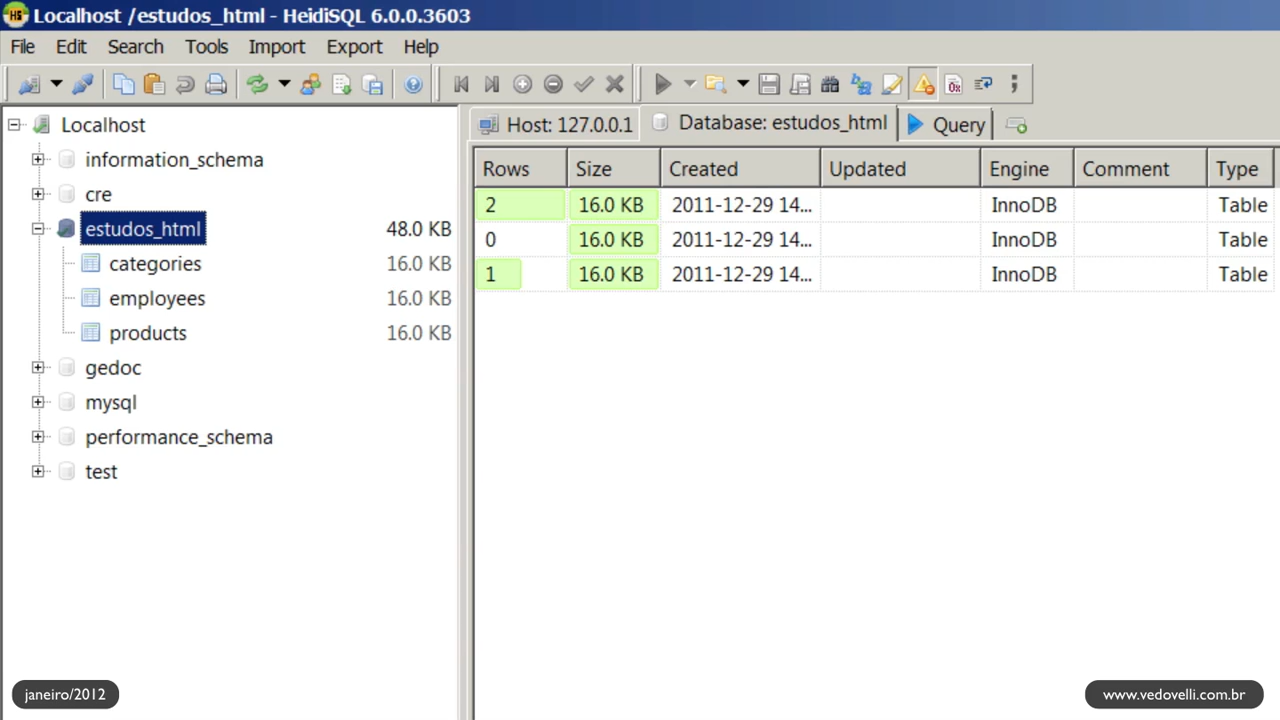 Localhost /estudos_html - HeidiSQL 6.0.0.3603
File Edit Search Tools Import Export Help
Localhost
information_schema
cre
estudos_html 48.0 KB
categories 16.0 KB
employees 16.0 KB
products 16.0 KB
gedoc
mysql
performance_schema
test
Host: 127.0.0.1 Database: estudos_html Query
Rows Size Created Updated Engine Comment Type
2 16.0 KB 2011-12-29 14... InnoDB Table
0 16.0 KB 2011-12-29 14... InnoDB Table
1 16.0 KB 2011-12-29 14... InnoDB Table
janeiro/2012
www.vedovelli.com.br